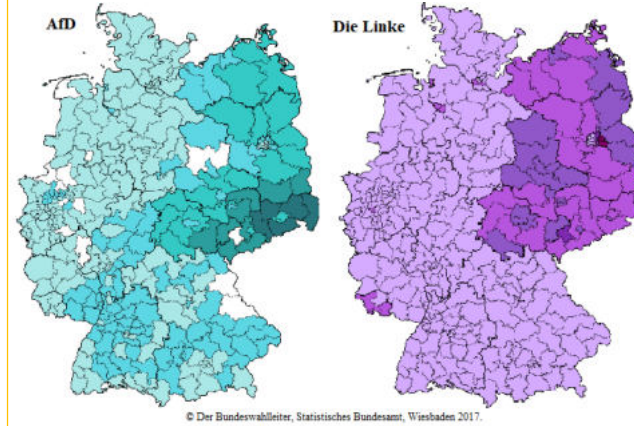 AfD
Die Linke
© Der Bundeswahlleiter, Statistisches Bundesamt, Wiesbaden 2017.